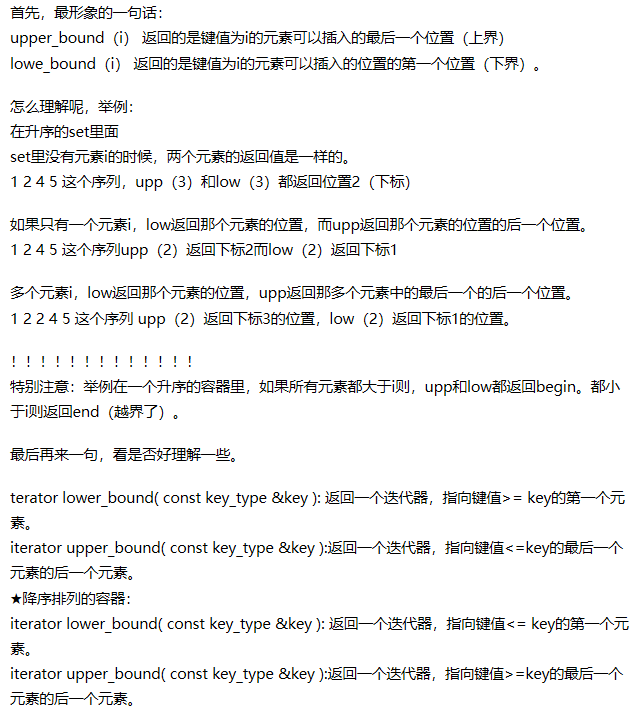 首先，最形象的一句话：
upper_bound（i） 返回的是键值为i的元素可以插入的最后一个位置（上界）
lowe_bound（i） 返回的是键值为i的元素可以插入的位置的第一个位置（下界）。
怎么理解呢，举例：
在升序的set里面
set里没有元素i的时候，两个元素的返回值是一样的。
1 2 4 5 这个序列，upp（3）和low（3）都返回位置2（下标）
如果只有一个元素i，low返回那个元素的位置，而upp返回那个元素的位置的后一个位置。
1 2 4 5 这个序列upp（2）返回下标2而low（2）返回下标1
多个元素i，low返回那个元素的位置，upp返回那多个元素中的最后一个的后一个位置。
1 2 2 4 5 这个序列 upp（2）返回下标3的位置，low（2）返回下标1的位置。
！！！！！！！！！！！！！
特别注意：举例在一个升序的容器里，如果所有元素都大于i则，upp和low都返回begin。都小
于i则返回end（越界了）。
最后再来一句，看是否好理解一些。
terator lower_bound( const key_type &key ): 返回一个迭代器，指向键值>= key的第一个元
素。
iterator upper_bound( const key_type &key ):返回一个迭代器，指向键值<=key的最后一个
元素的后一个元素。
★降序排列的容器：
iterator lower_bound( const key_type &key ): 返回一个迭代器，指向键值<= key的第一个元
素。
iterator upper_bound( const key_type &key ):返回一个迭代器，指向键值>=key的最后一个
元素的后一个元素。